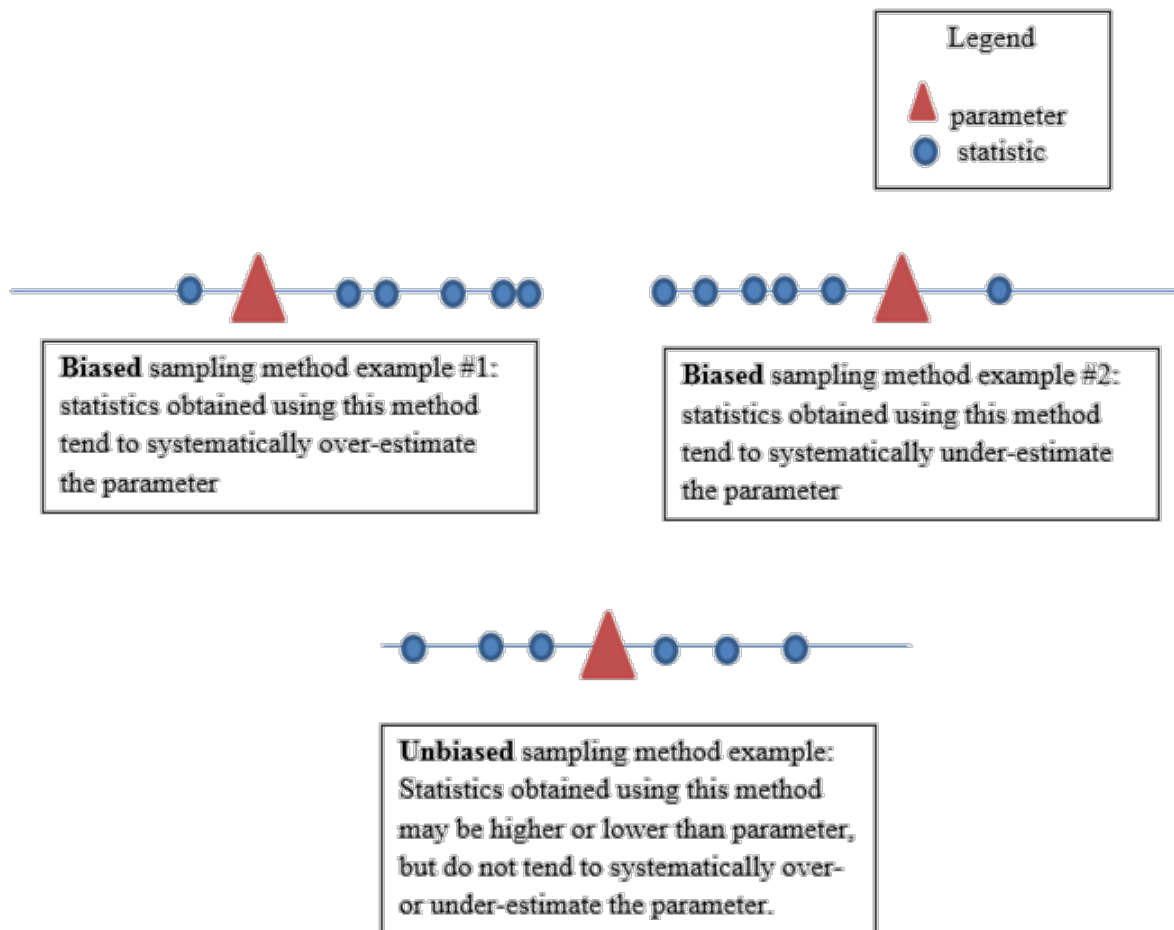 Legend
parameter
statistic
Biased sampling method example #1:
statistics obtained using this method
tend to systematically over-estimate
the parameter
Biased sampling method example #2:
statistics obtained using this method
tend to systematically under-estimate
the parameter
Unbiased sampling method example:
Statistics obtained using this method
may be higher or lower than parameter,
but do not tend to systematically over-
or under-estimate the parameter.